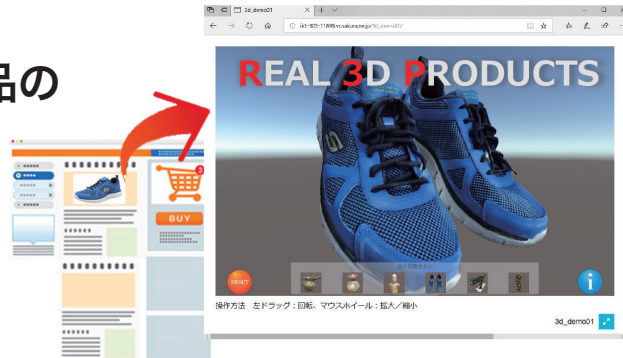 品の
3d_demo01
REAL 3D PRODUCTS
3
BUY
RESET
i
操作方法 左ドラッグ：回転、マウスホイール：拡大／縮小
3d_demo01